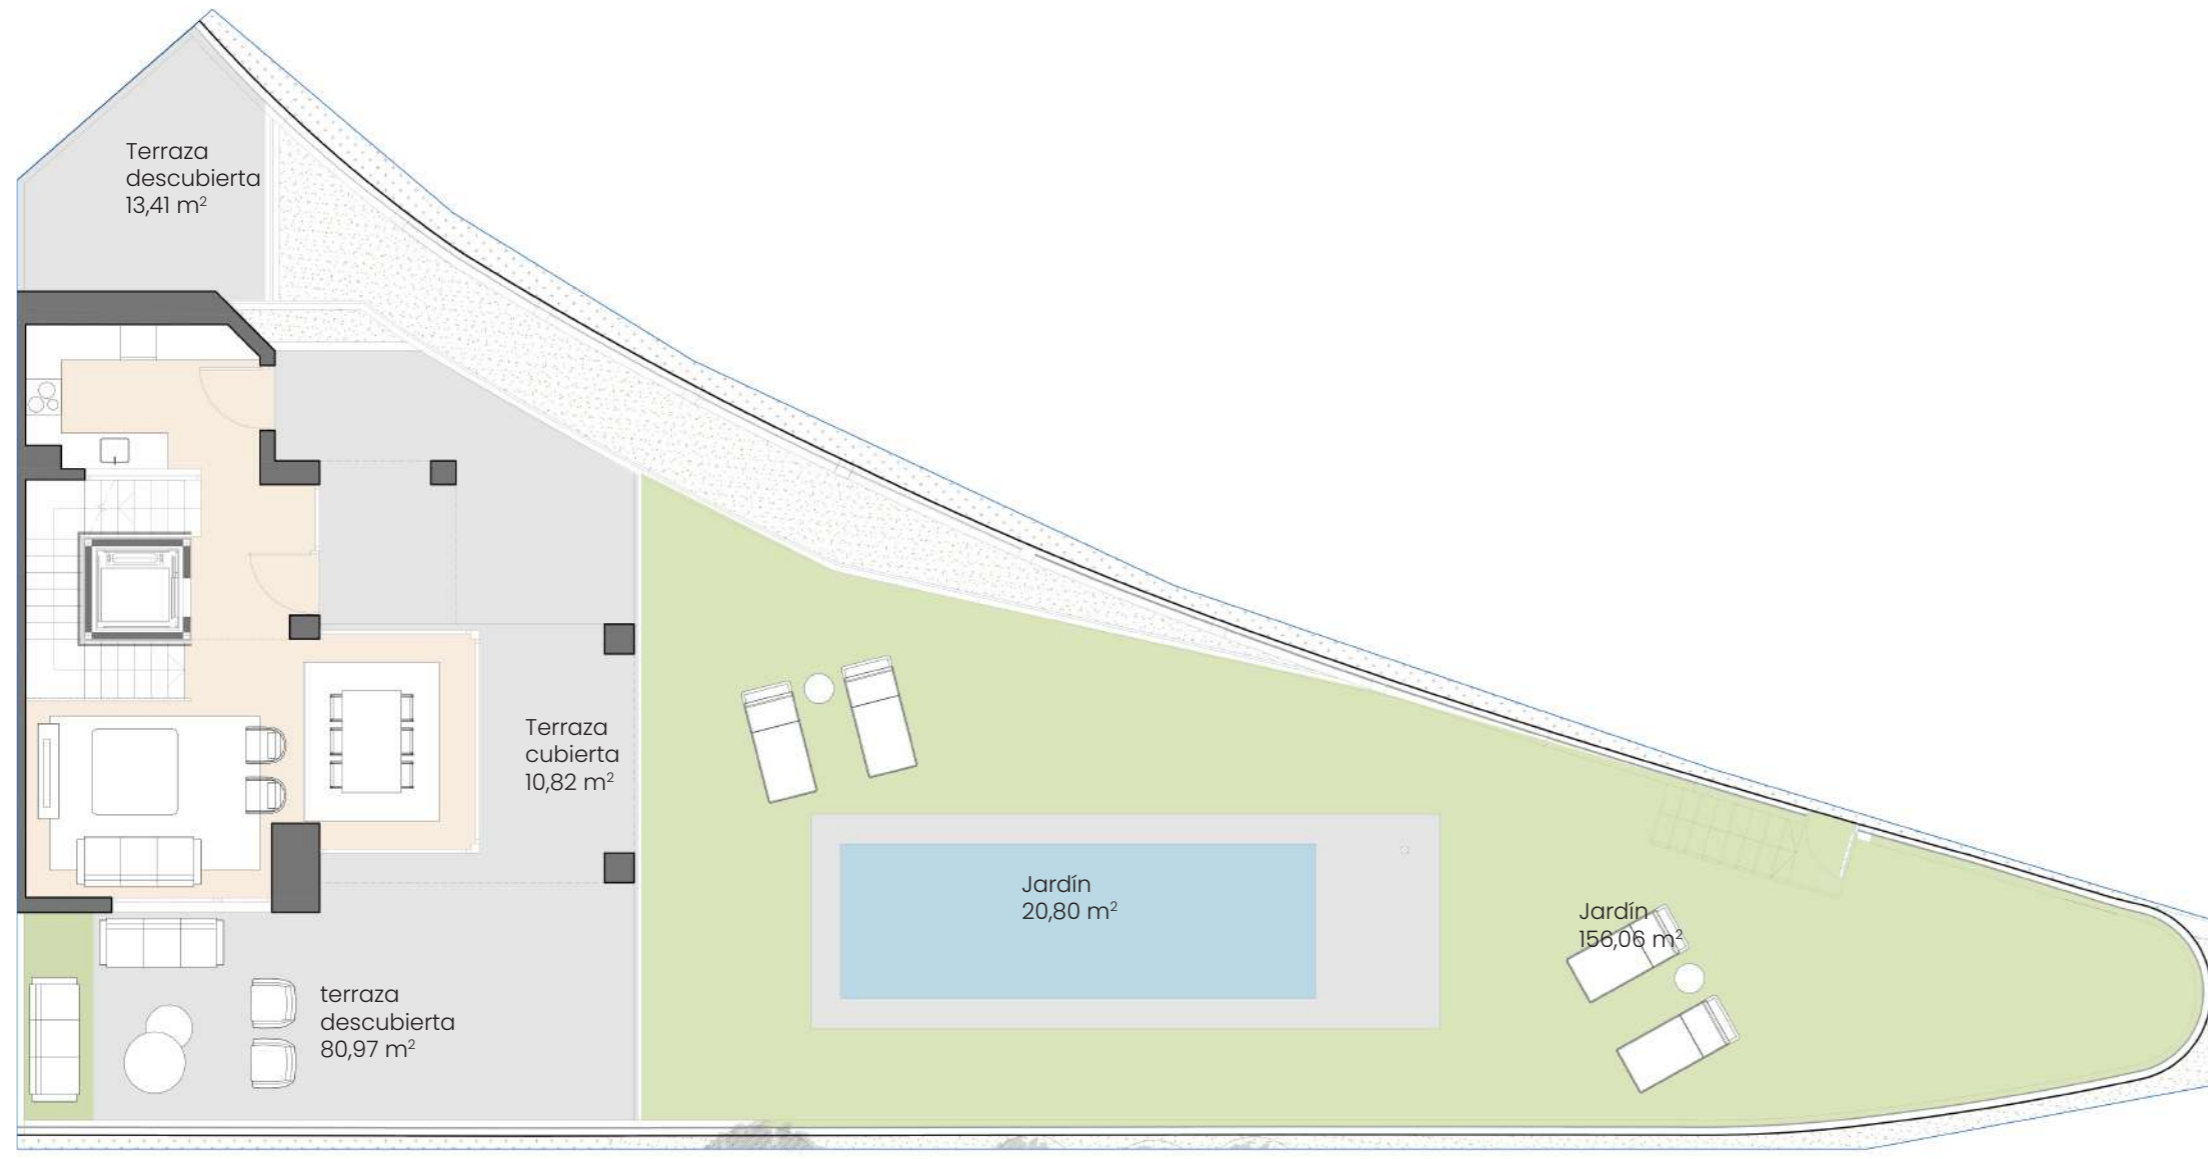 Terraza
descubierta
13,41 m²
Terraza
cubierta
10,82 m²
Jardín
20,80 m²
Jardín
156,06 m²
terraza
descubierta
80,97 m²